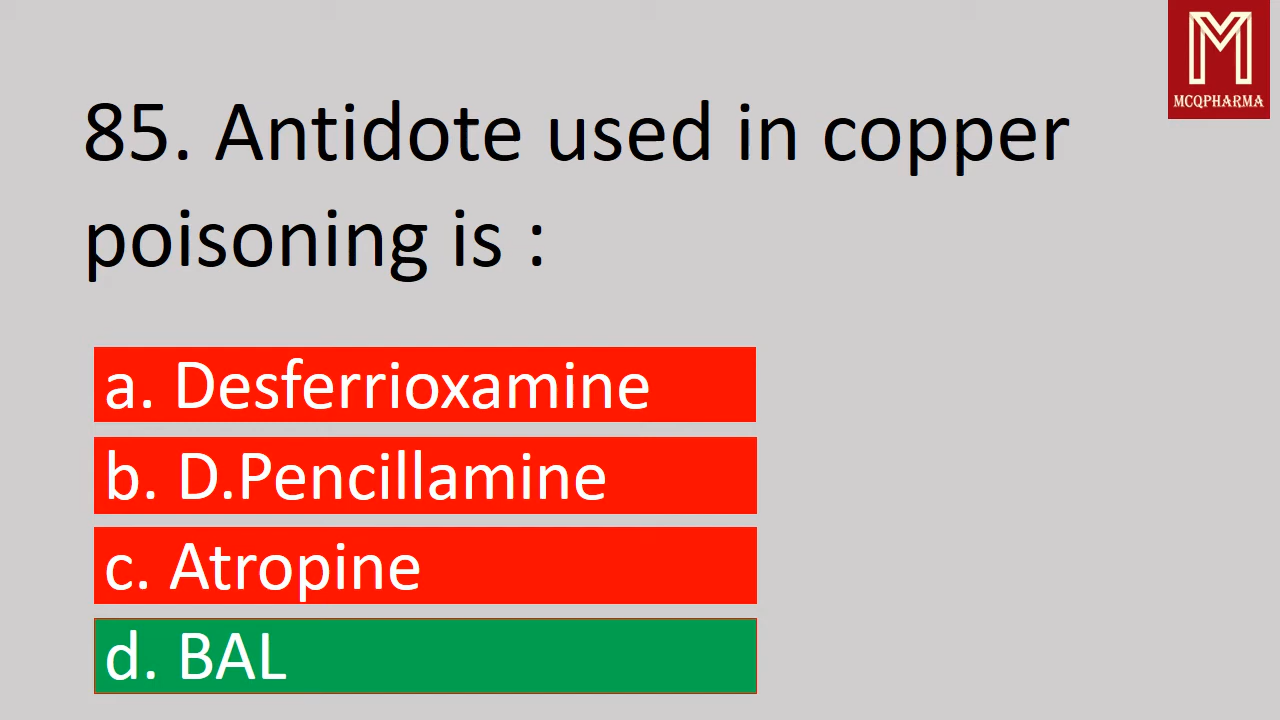 M
MCQPHARMA
85. Antidote used in copper
poisoning is :
a. Desferrioxamine
b. D.Pencillamine
c. Atropine
d. BAL